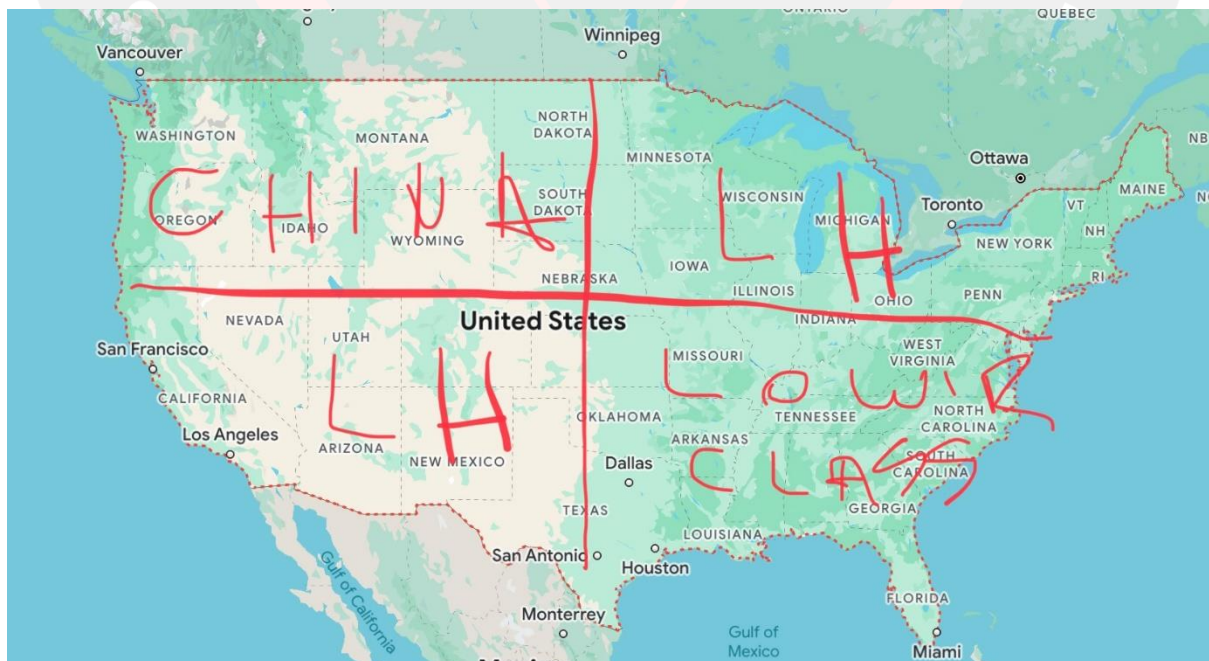 ONTARIO
QUEBEC
Winnipeg
Vancouver
NORTH
DAKOTA
WASHINGTON
MONTANA
MINNESOTA
Ottawa
NB
MAINE
CHINA
SOUTH
DAKOTA
WISCONSIN
LH
MICHIGAN
Toronto
VT
OREGON
IDAHO
NH
WYOMING
NEW YORK
IOWA
NEBRASKA
RI
ILLINOIS
OHIO
PENN
NEVADA
United States
INDIANA
UTAH
San Francisco
MISSOURI
WEST
VIRGINIA
LH
LOWIR
CALIFORNIA
OKLAHOMA
TENNESSEE
NORTH
CAROLINA
Los Angeles
ARIZONA
ARKANSAS
NEW MEXICO
Dallas
CLASS
SOUTH
CAROLINA
TEXAS
GEORGIA
LOUISIANA
San Antonio
Houston
Gulf of
California
FLORIDA
Monterrey
Gulf of
Mexico
Miami